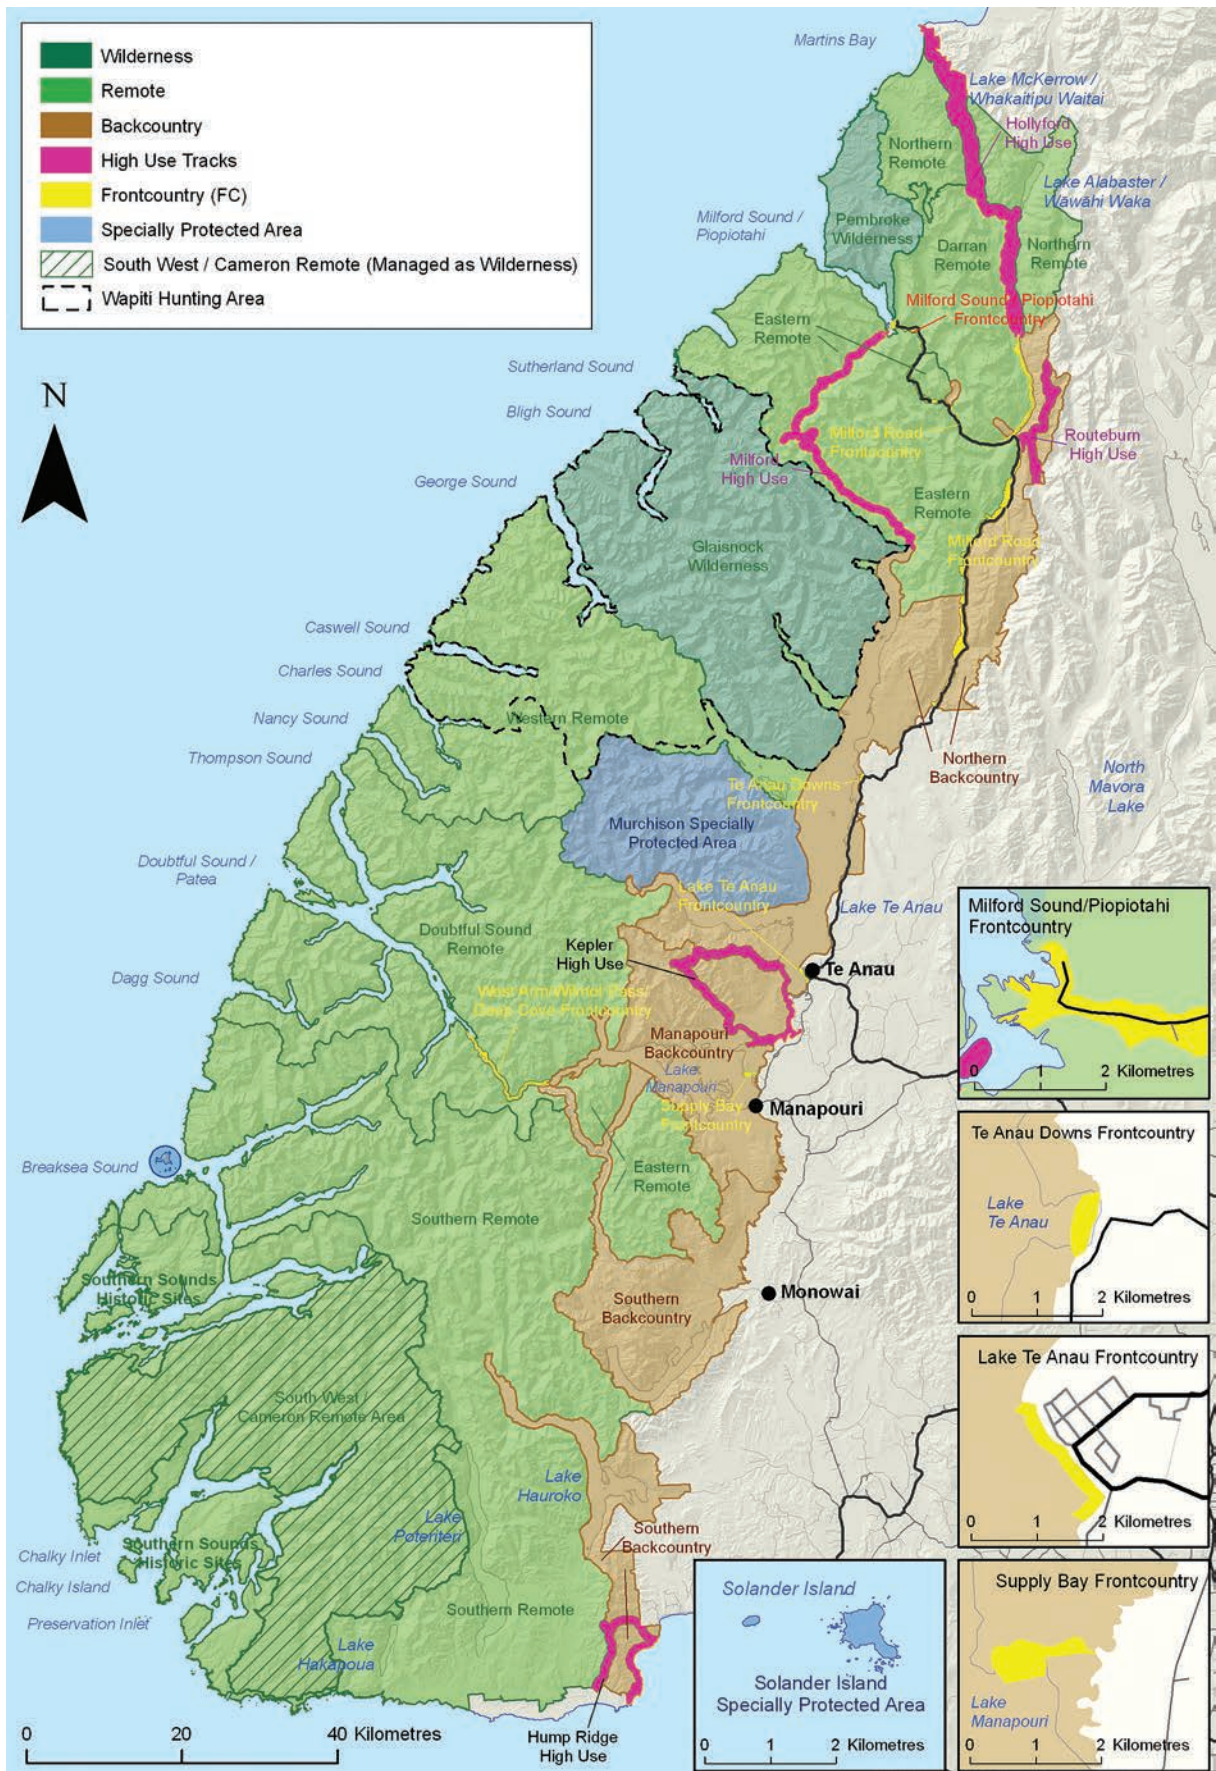 Wilderness
Remote
Backcountry
High Use Tracks
Frontcountry (FC)
Specially Protected Area
South West / Cameron Remote (Managed as Wilderness)
Wapiti Hunting Area
N
Martins Bay
Lake McKerrow /
Whakaitipu Waitai
Hollyford
High Use
Northern
Remote
Lake Alabaster /
Wāwāhi Waka
Milford Sound /
Piopiotahi
Pembroke
Wilderness
Darran
Remote
Northern
Remote
Milford Sound / Piopiotahi
Frontcountry
Eastern
Remote
Sutherland Sound
Bligh Sound
Milford Road
Frontcountry
Routeburn
High Use
Milford
High Use
George Sound
Eastern
Remote
Milford Road
Frontcountry
Glaisnock
Wilderness
Caswell Sound
Charles Sound
Nancy Sound
Western Remote
Thompson Sound
Northern
Backcountry
North
Mavora
Lake
Te Anau Downs
Frontcountry
Murchison Specially
Protected Area
Doubtful Sound /
Patea
Lake Te Anau
Frontcountry
Lake Te Anau
Doubtful Sound
Remote
Kepler
High Use
Te Anau
Dagg Sound
West Arm/Wilmot Pass/
Deep Cove Frontcountry
Manapouri
Backcountry
Lake
Manapouri
Supply Bay
Frontcountry
Manapouri
Breaksea Sound
Eastern
Remote
Southern Remote
Southern Sounds
Historic Sites
Southern
Backcountry
Monowai
South West /
Cameron Remote Area
Lake
Hauroko
Lake
Poteriteri
Southern
Backcountry
Chalky Inlet
Southern Sounds
Historic Sites
Chalky Island
Preservation Inlet
Southern Remote
Lake
Hakapoua
Hump Ridge
High Use
0 20 40 Kilometres
Milford Sound/Piopiotahi
Frontcountry
0 1 2 Kilometres
Te Anau Downs Frontcountry
Lake
Te Anau
0 1 2 Kilometres
Lake Te Anau Frontcountry
0 1 2 Kilometres
Supply Bay Frontcountry
Lake
Manapouri
0 1 2 Kilometres
Solander Island
Solander Island
Specially Protected Area
0 1 2 Kilometres